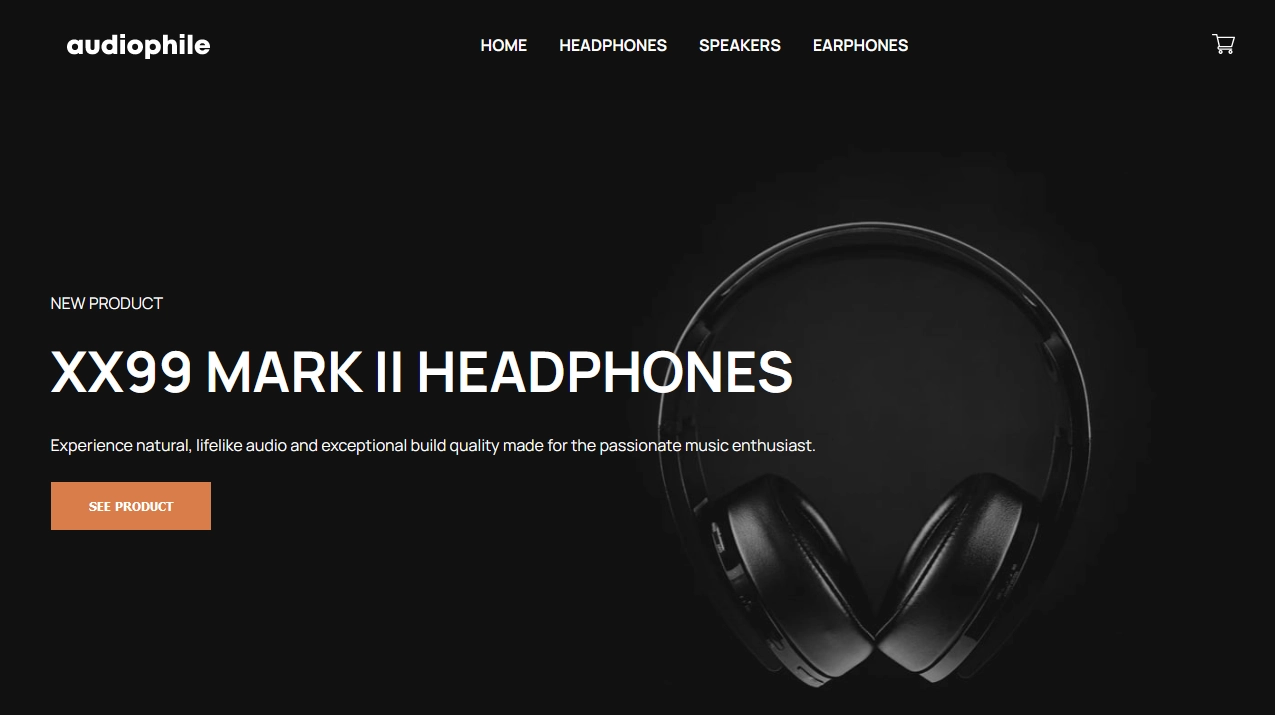 audiophile
HOME HEADPHONES SPEAKERS EARPHONES
NEW PRODUCT
XX99 MARK II HEADPHONES
Experience natural, lifelike audio and exceptional build quality made for the passionate music enthusiast.
SEE PRODUCT